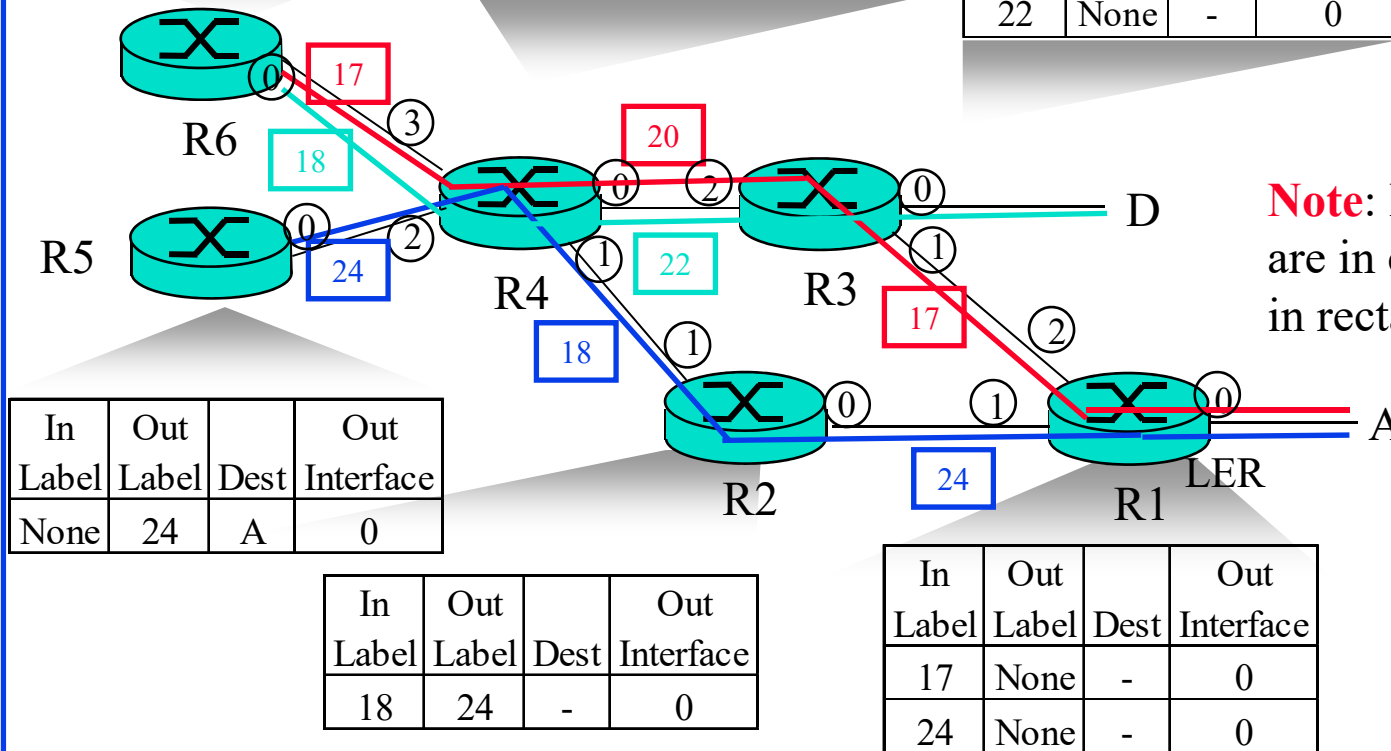 22 None - 0
0 17
3
R6
18
20
0 2 0
D
Note:
are in
in
R5
0 2
24
R4
1
22
R3
1
17
2
18
1
0 1 0
A
LER
24
R2
R1
In Out Out
Label Label Dest Interface
None 24 A 0
In Out Out
Label Label Dest Interface
18 24 - 0
In Out Out
Label Label Dest Interface
17 None - 0
24 None - 0